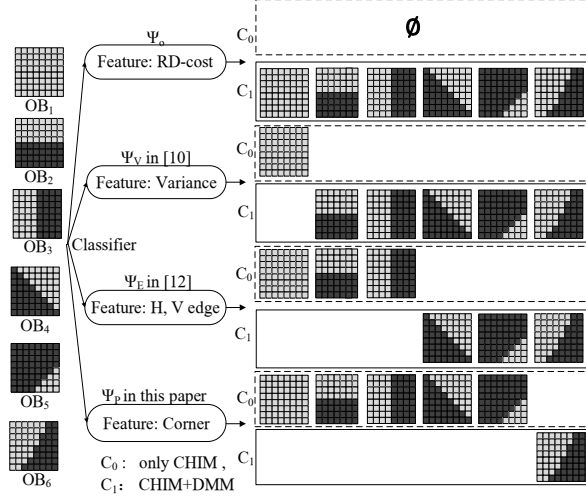 OB1
OB2
OB3
OB4
OB5
OB6
Classifier
Ψo
Feature: RD-cost
ΨV in [10]
Feature: Variance
ΨE in [12]
Feature: H, V edge
ΨP in this paper
Feature: Corner
C0
∅
C1
C0
C1
C0
C1
C0
C1
C0 : only CHIM ,
C1: CHIM+DMM